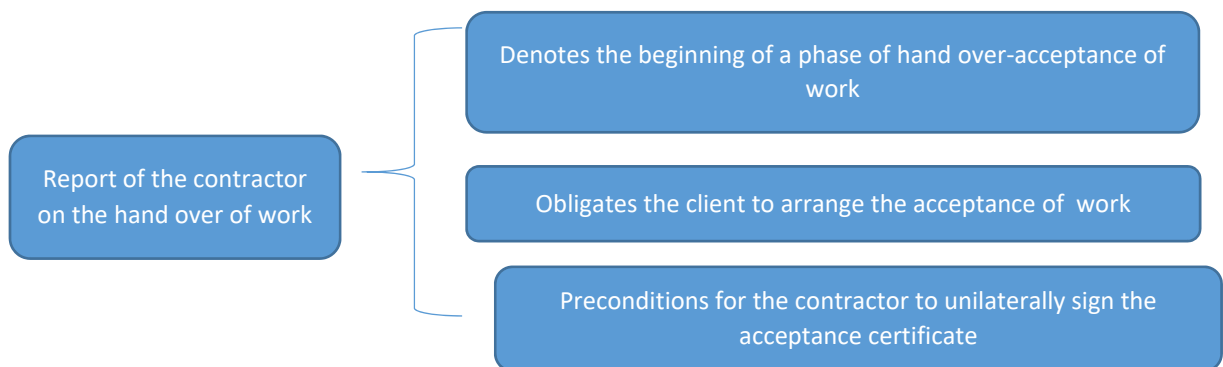 Denotes the beginning of a phase of hand over-acceptance of
work
Report of the contractor
on the hand over of work
Obligates the client to arrange the acceptance of work
Preconditions for the contractor to unilaterally sign the
acceptance certificate